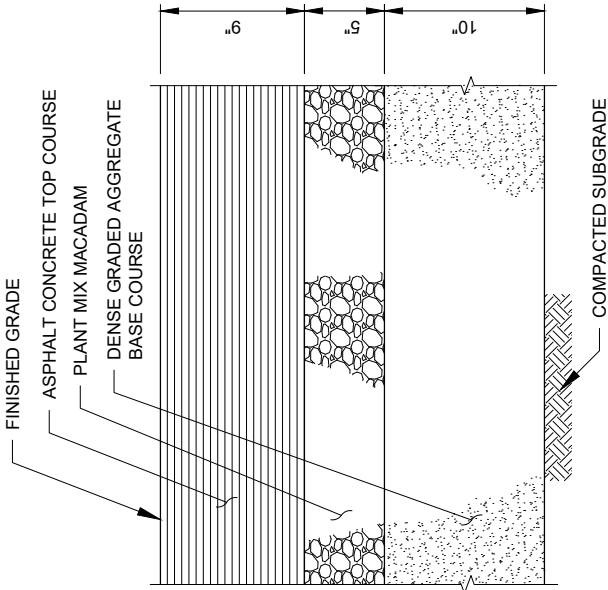 FINISHED GRADE
ASPHALT CONCRETE TOP COURSE
PLANT MIX MACADAM
DENSE GRADED AGGREGATE
BASE COURSE
9"
5"
10"
COMPACTED SUBGRADE